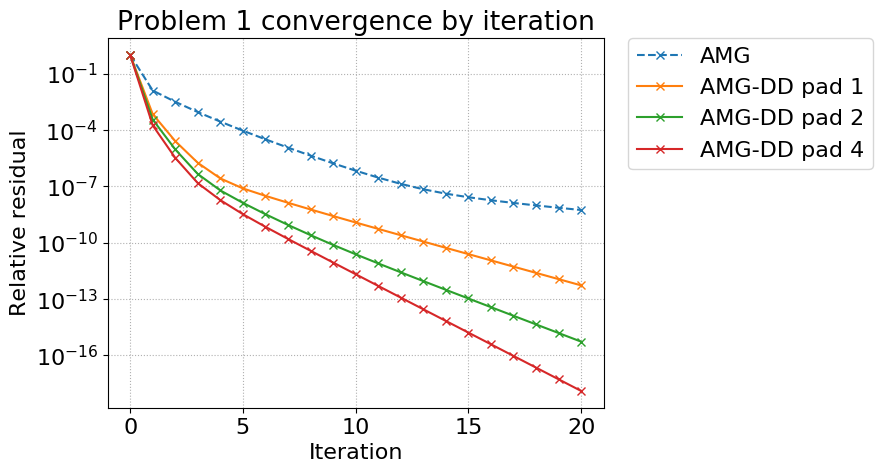 Problem 1 convergence by iteration
Relative residual
10⁻¹
10⁻⁴
10⁻⁷
10⁻¹⁰
10⁻¹³
10⁻¹⁶
0 5 10 15 20
Iteration
AMG
AMG-DD pad 1
AMG-DD pad 2
AMG-DD pad 4